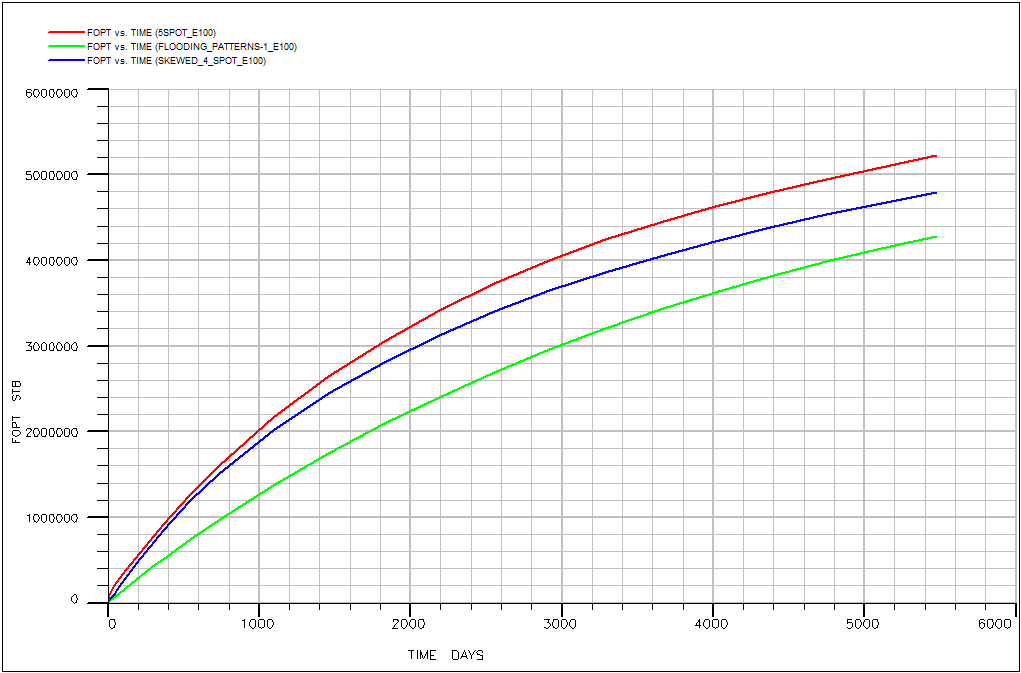 FOPT vs. TIME (5SPOT_E100)
FOPT vs. TIME (FLOODING_PATTERNS-1_E100)
FOPT vs. TIME (SKEWED_4_SPOT_E100)
6000000
5000000
4000000
3000000
2000000
1000000
0
FOPT STB
0 1000 2000 3000 4000 5000 6000
TIME DAYS